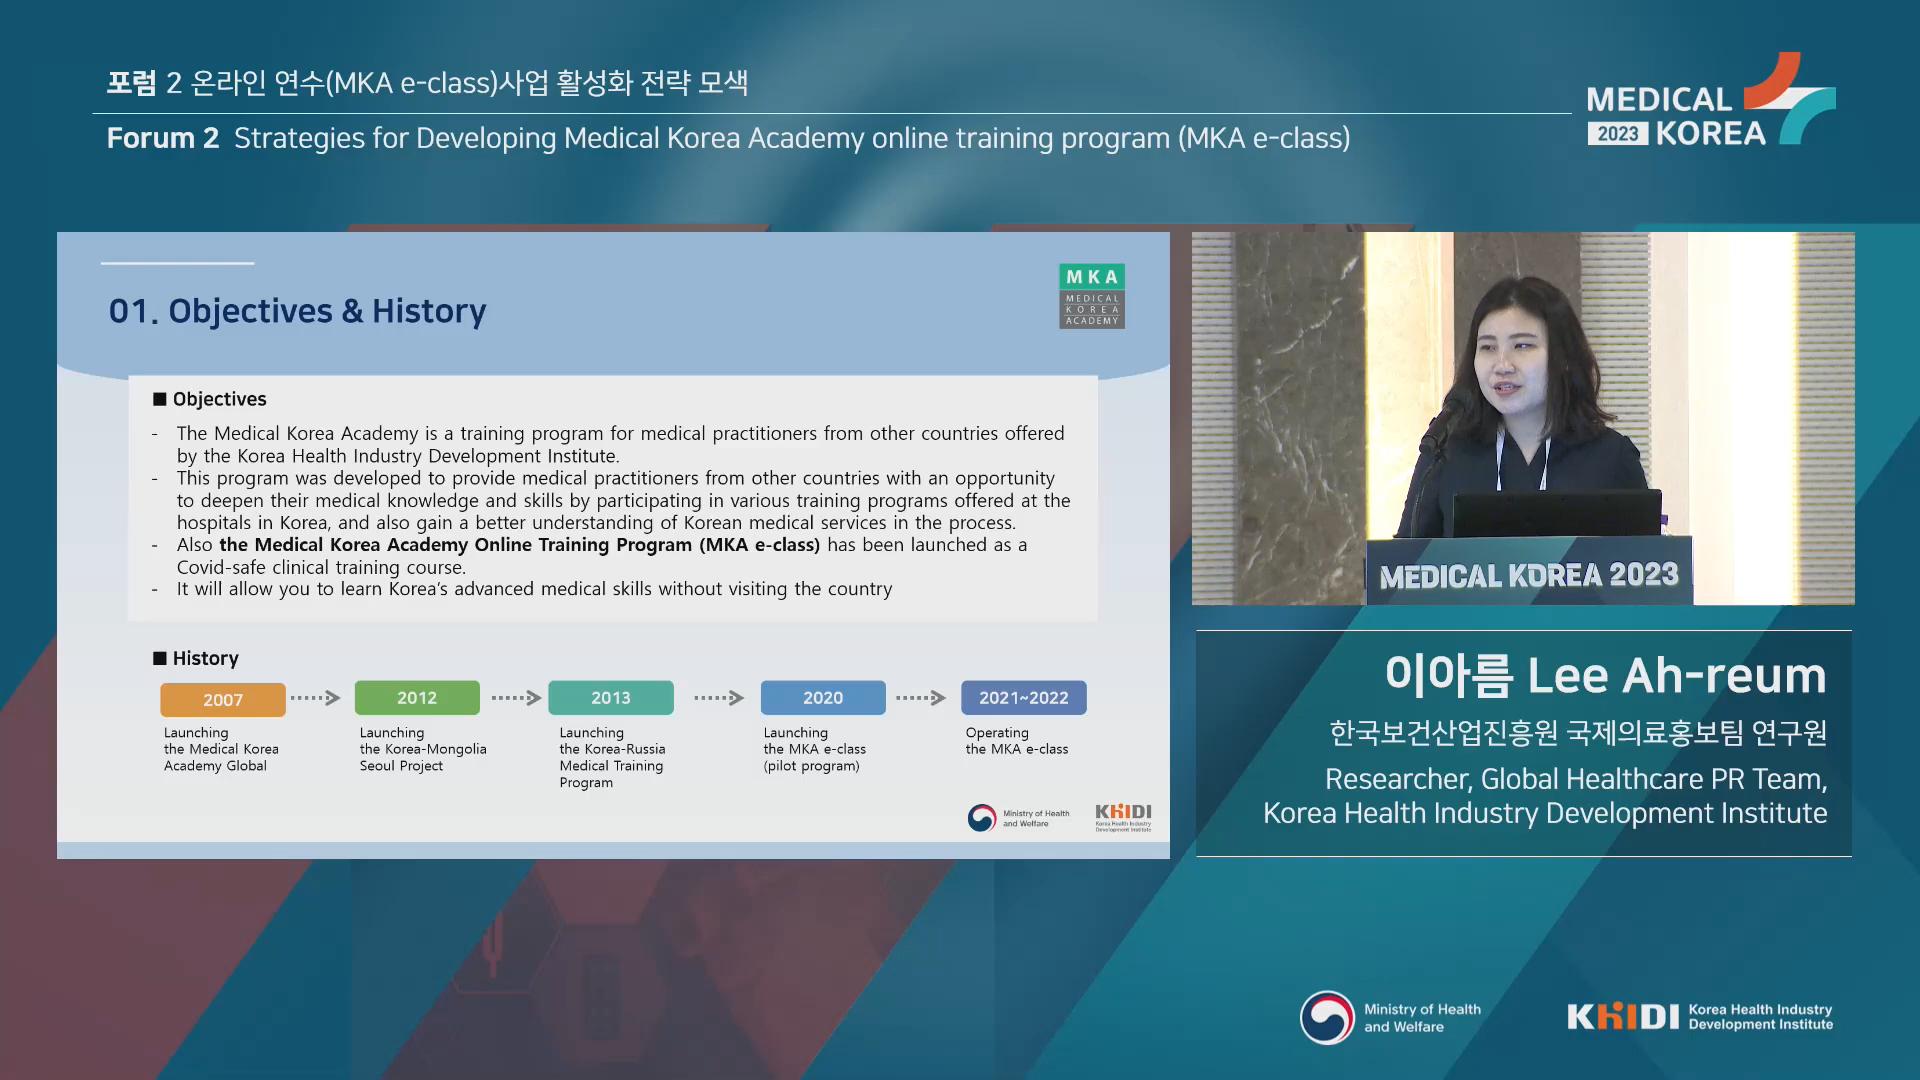 포럼 2 온라인 연수(MKA e-class)사업 활성화 전략 모색
Forum 2 Strategies for Developing Medical Korea Academy online training program (MKA e-class)
MEDICAL
2023 KOREA
01. Objectives & History
MKA
MEDICAL
KOREA
ACADEMY
■ Objectives
- The Medical Korea Academy is a training program for medical practitioners from other countries offered
by the Korea Health Industry Development Institute.
- This program was developed to provide medical practitioners from other countries with an opportunity
to deepen their medical knowledge and skills by participating in various training programs offered at the
hospitals in Korea, and also gain a better understanding of Korean medical services in the process.
- Also the Medical Korea Academy Online Training Program (MKA e-class) has been launched as a
Covid-safe clinical training course.
- It will allow you to learn Korea's advanced medical skills without visiting the country
■ History
2007
Launching
the Medical Korea
Academy Global
2012
Launching
the Korea-Mongolia
Seoul Project
2013
Launching
the Korea-Russia
Medical Training
Program
2020
Launching
the MKA e-class
(pilot program)
2021~2022
Operating
the MKA e-class
Ministry of Health
and Welfare
KHIDI
Korea Health Industry
Development Institute
MEDICAL KOREA 2023
이아름 Lee Ah-reum
한국보건산업진흥원 국제의료홍보팀 연구원
Researcher, Global Healthcare PR Team,
Korea Health Industry Development Institute
Ministry of Health
and Welfare
KHIDI
Korea Health Industry
Development Institute